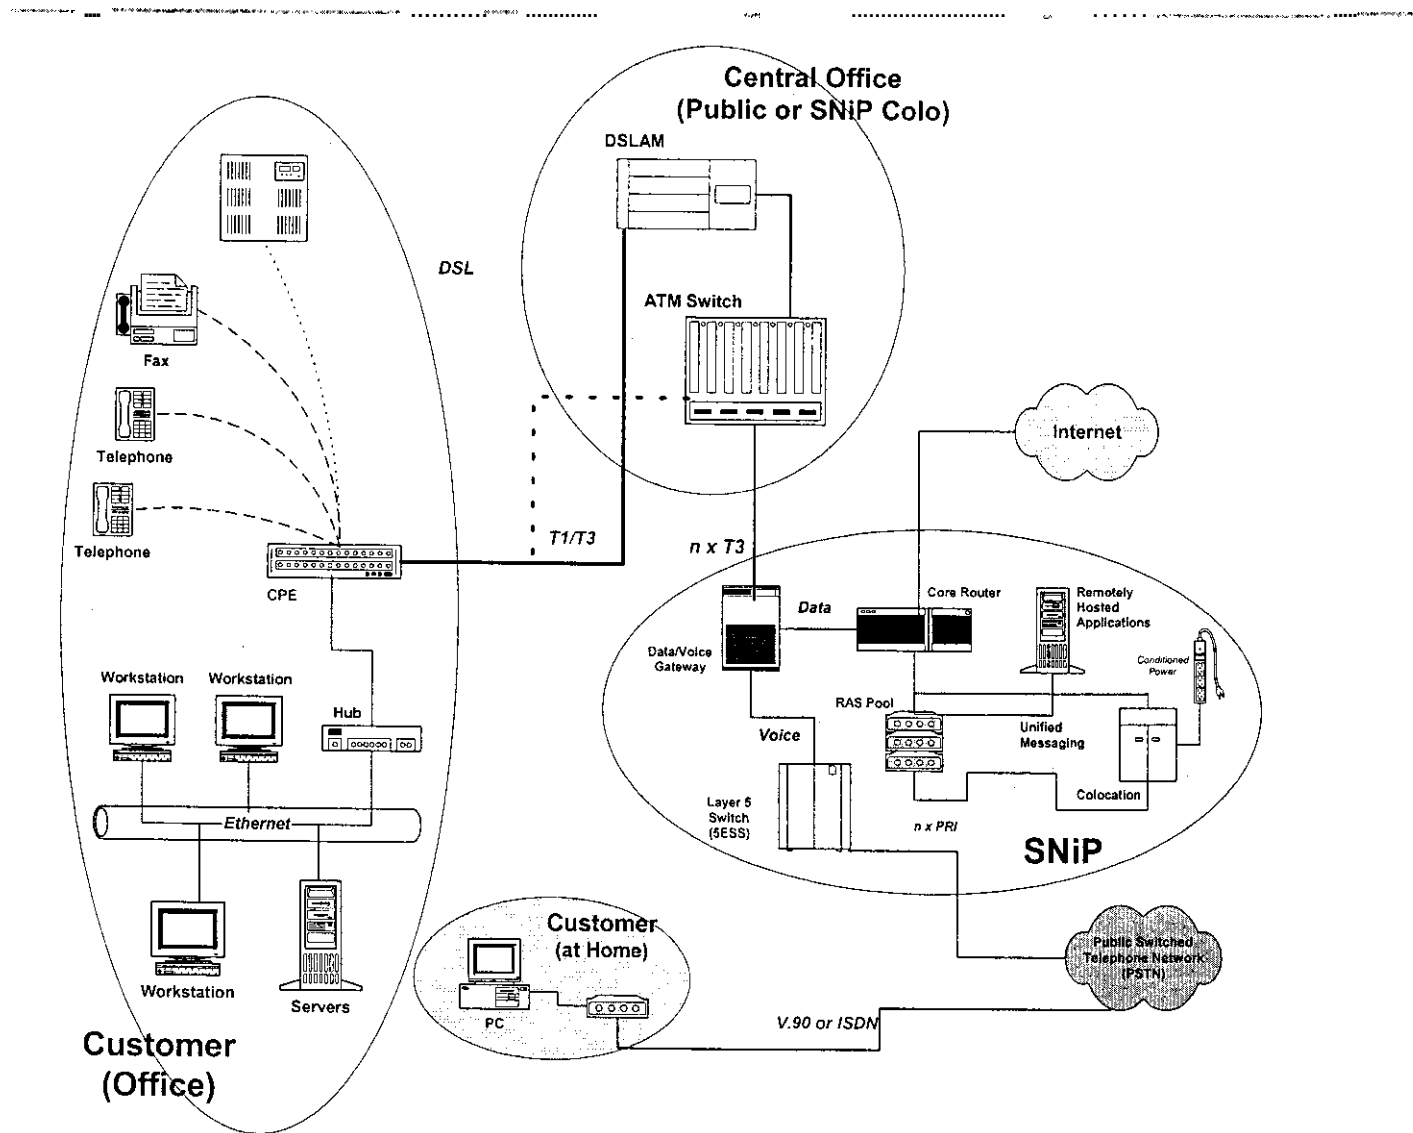 Central Office
(Public or SNiP Colo)
DSLAM
DSL
ATM Switch
Fax
Telephone
Telephone
Internet
T1/T3
n x T3
CPE
Core Router
Remotely
Hosted
Applications
Data
Data/Voice
Gateway
Conditioned
Power
Workstation
Workstation
Hub
RAS Pool
Voice
Unified
Messaging
Colocation
Layer 5
Switch
(5ESS)
n x PRI
Ethernet
SNiP
Customer
(at Home)
Public Switched
Telephone Network
(PSTN)
Workstation
Servers
PC
V.90 or ISDN
Customer
(Office)